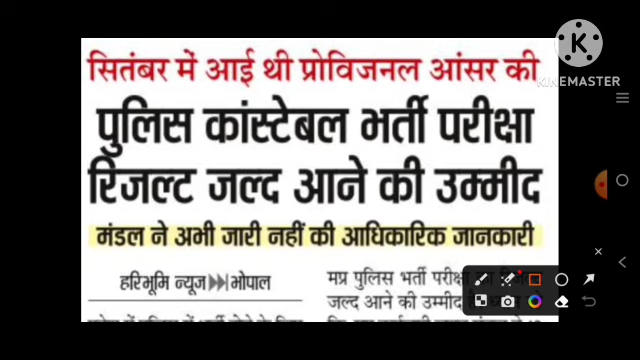 सितंबर में आई थी प्रोविजनल आंसर की
KINEMASTER
पुलिस कांस्टेबल भर्ती परीक्षा
रिजल्ट जल्द आने की उम्मीद
मंडल ने अभी जारी नहीं की आधिकारिक जानकारी
हरिभूमि न्यूज भोपाल
मप्र पुलिस भर्ती परीक्षा का
जल्द आने की उम्मीद